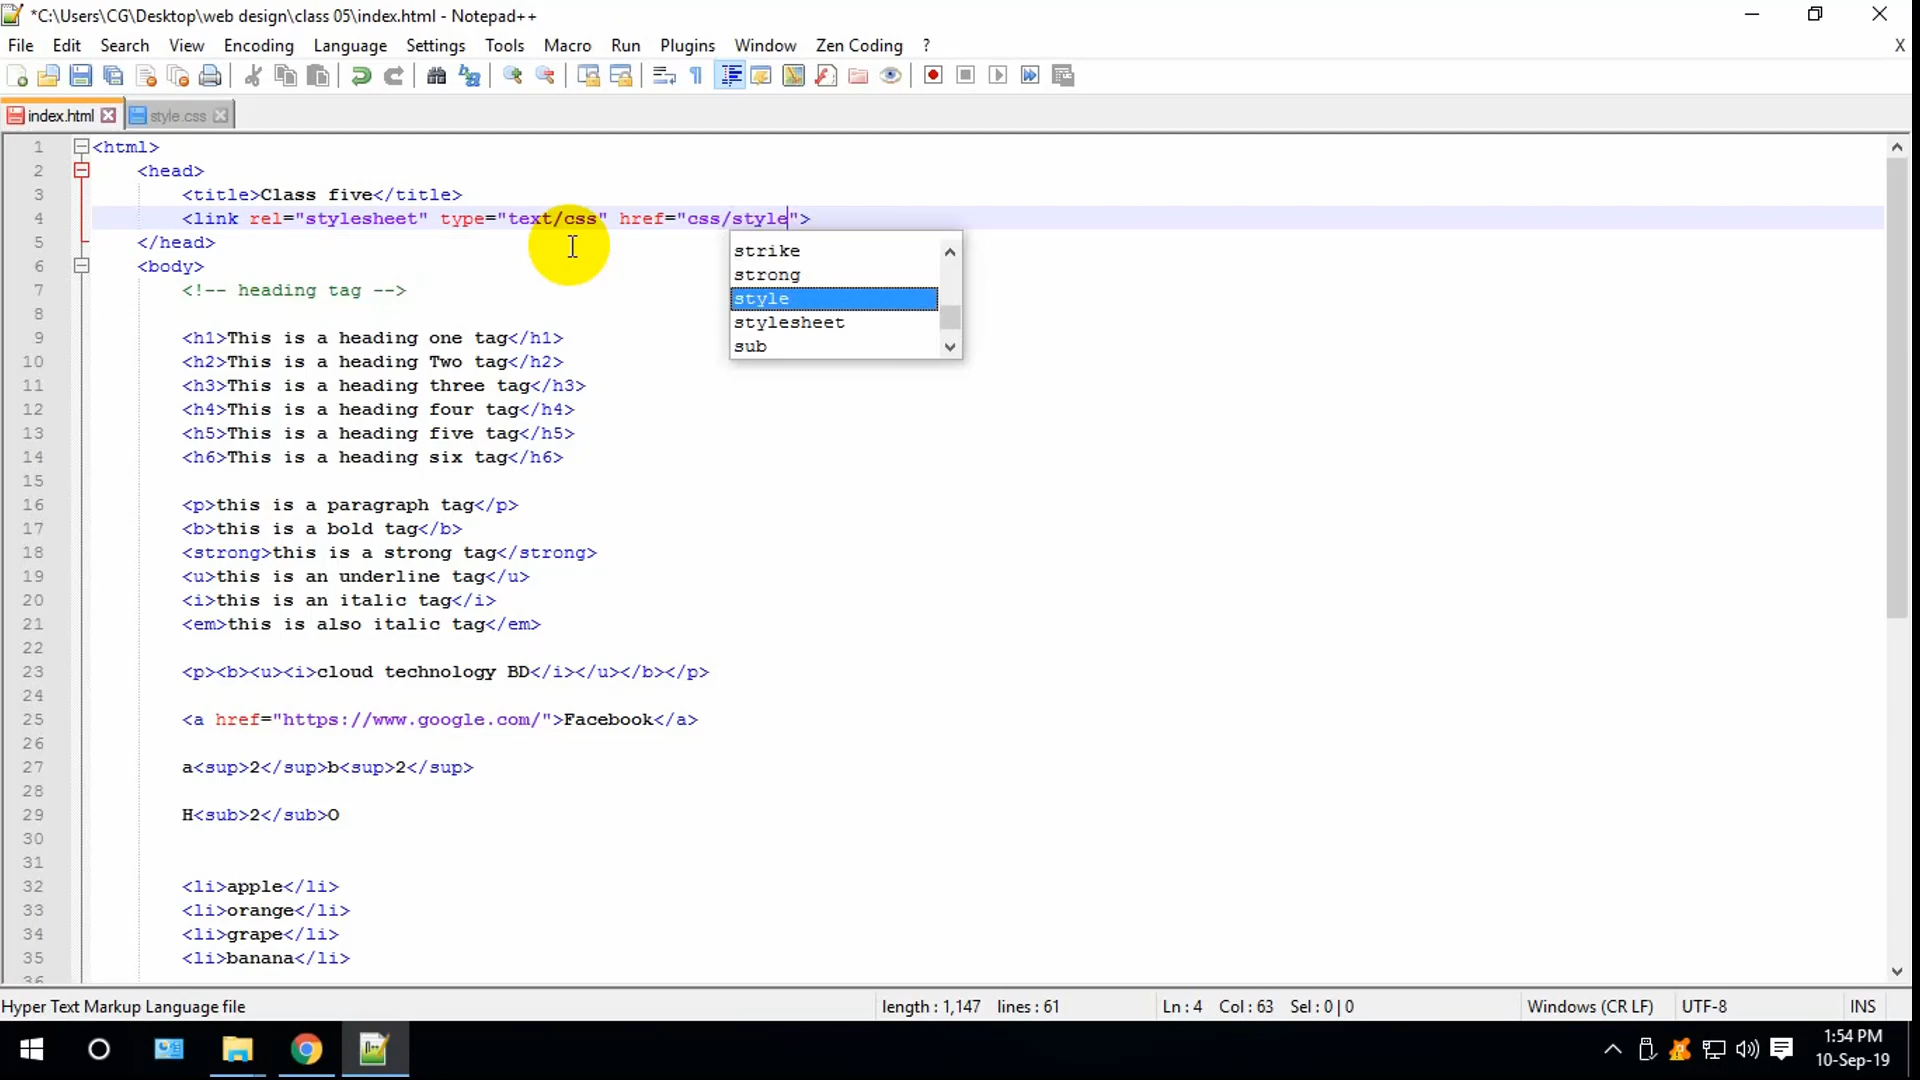 *C:\Users\CG\Desktop\web design\class 05\index.html - Notepad++
File Edit Search View Encoding Language Settings Tools Macro Run Plugins Window Zen Coding ? X
index.html style.css
1 <html>
2 <head>
3 <title>Class five</title>
4 <link rel="stylesheet" type="text/css" href="css/style">
5 </head>
6 <body>
7 <!-- heading tag -->
8
9 <h1>This is a heading one tag</h1>
10 <h2>This is a heading Two tag</h2>
11 <h3>This is a heading three tag</h3>
12 <h4>This is a heading four tag</h4>
13 <h5>This is a heading five tag</h5>
14 <h6>This is a heading six tag</h6>
15
16 <p>this is a paragraph tag</p>
17 <b>this is a bold tag</b>
18 <strong>this is a strong tag</strong>
19 <u>this is an underline tag</u>
20 <i>this is an italic tag</i>
21 <em>this is also italic tag</em>
22
23 <p><b><u><i>cloud technology BD</i></u></b></p>
24
25 <a href="https://www.google.com/">Facebook</a>
26
27 a<sup>2</sup>b<sup>2</sup>
28
29 H<sub>2</sub>O
30
31
32 <li>apple</li>
33 <li>orange</li>
34 <li>grape</li>
35 <li>banana</li>
36
strike
strong
style
stylesheet
sub
Hyper Text Markup Language file length : 1,147 lines : 61 Ln : 4 Col : 63 Sel : 0 | 0 Windows (CR LF) UTF-8 INS
1:54 PM
10-Sep-19